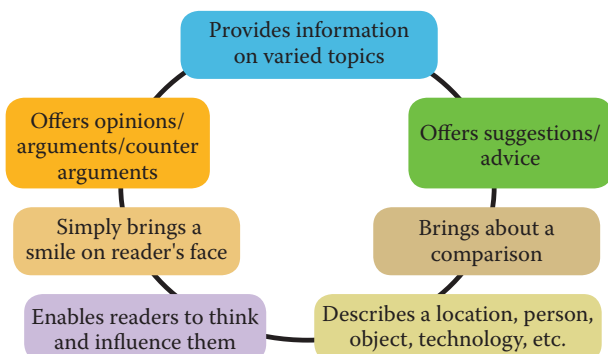 Provides information
on varied topics
Offers opinions/
arguments/counter
arguments
Offers suggestions/
advice
Simply brings a
smile on reader's face
Brings about a
comparison
Enables readers to think
and influence them
Describes a location, person,
object, technology, etc.